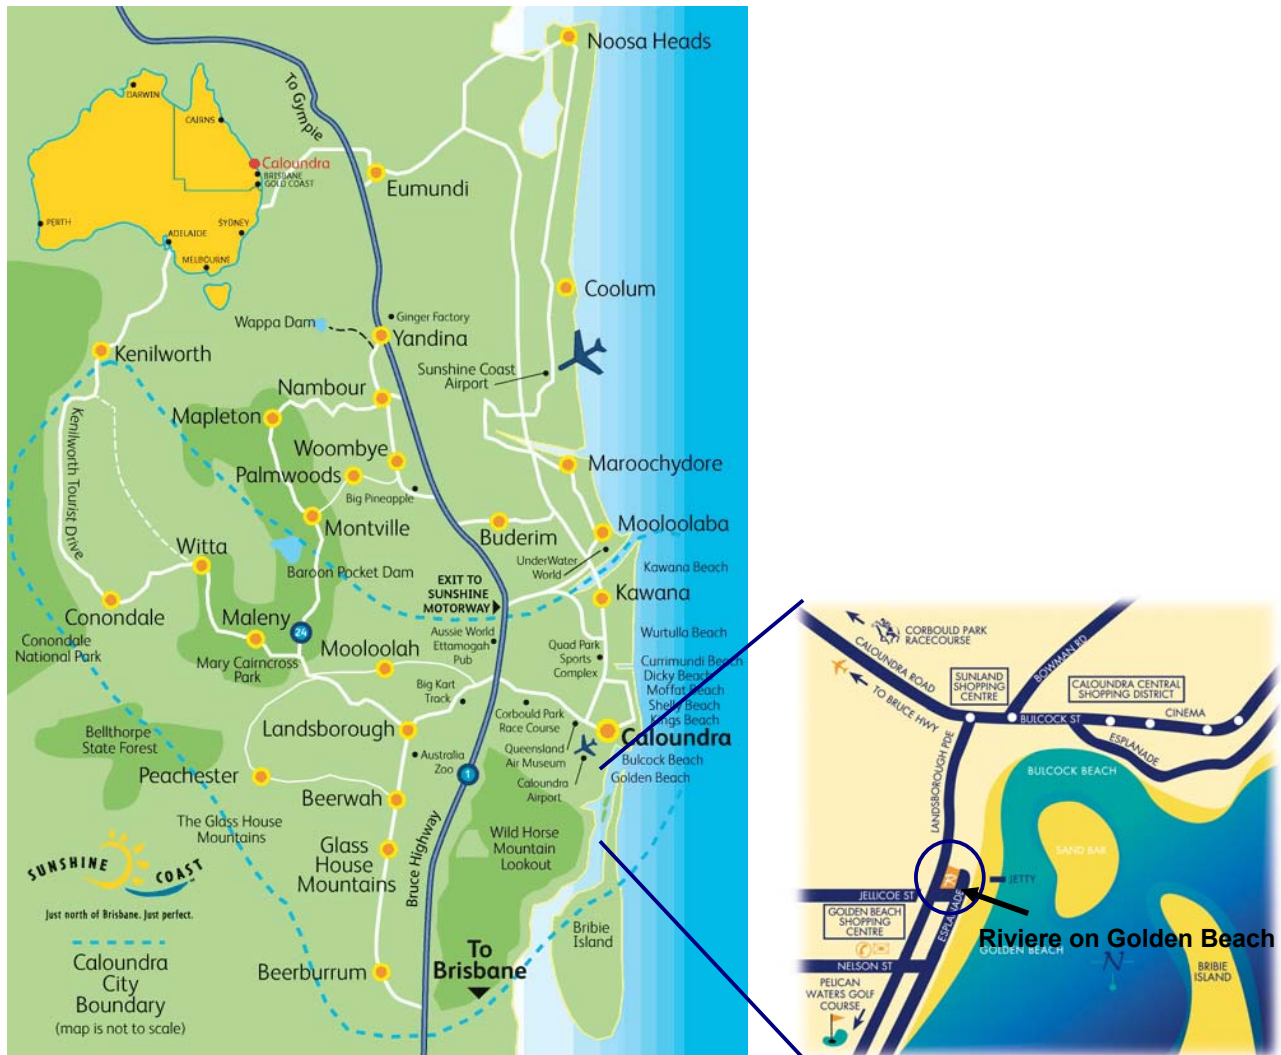 Noosa Heads
To Gympie
DARWIN
CAIRNS
Caloundra
BRISBANE
GOLD COAST
PERTH
SYDNEY
ADELAIDE
MELBOURNE
Eumundi
Coolum
Wappa Dam
Ginger Factory
Yandina
Kenilworth
Sunshine Coast
Airport
Nambour
Mapleton
Kenilworth Tourist Drive
Woombye
Palmwoods
Maroochydore
Big Pineapple
Montville
Buderim
Mooloolaba
Witta
UnderWater
World
Baroon Pocket Dam
Kawana Beach
EXIT TO
SUNSHINE
MOTORWAY
Kawana
Conondale
Maleny
24
Conondale
National Park
Aussie World
Ettamogah
Pub
Wurtulla Beach
Mooloolah
Quad Park
Sports
Complex
Mary Cairncross
Park
Currimundi Beach
Dicky Beach
Moffat Beach
Shelly Beach
Kings Beach
Big Kart
Track
Corbould Park
Race Course
Landsborough
Caloundra
Bellthorpe
State Forest
Queensland
Air Museum
Australia
Zoo
Bulcock Beach
Golden Beach
Peachester
1
Caloundra
Airport
Beerwah
Bruce Highway
The Glass House
Mountains
Wild Horse
Mountain
Lookout
Glass
House
Mountains
SUNSHINE COAST
Just north of Brisbane. Just perfect.
Bribie
Island
To
Brisbane
Caloundra
City
Boundary
(map is not to scale)
Beerburrum
CORBOULD PARK
RACECOURSE
CALOUNDRA ROAD
TO BRUCE HWY
BOWMAN RD
SUNLAND
SHOPPING
CENTRE
CALOUNDRA CENTRAL
SHOPPING DISTRICT
CINEMA
BULCOCK ST
ESPLANADE
LANDSBOROUGH PDE
BULCOCK BEACH
SAND BAR
JETTY
JELLICOE ST
ESPLANADE
GOLDEN BEACH
SHOPPING
CENTRE
Riviere on Golden Beach
GOLDEN BEACH
N
NELSON ST
BRIBIE
ISLAND
PELICAN
WATERS GOLF
COURSE